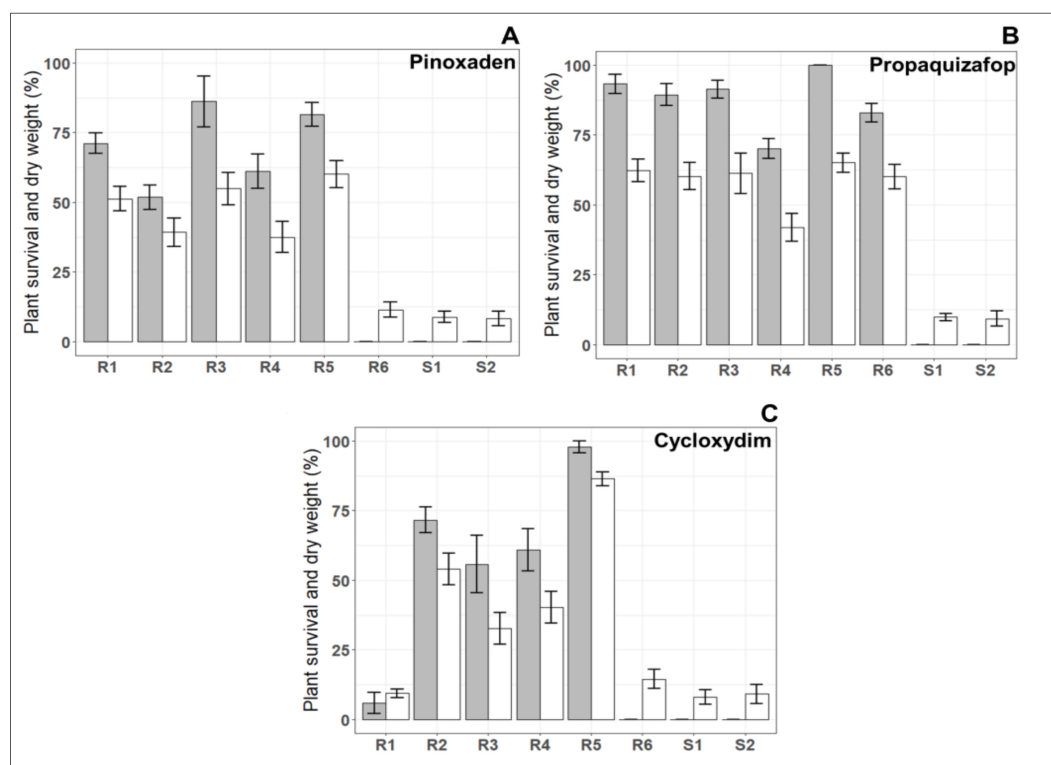 A
Pinoxaden
Plant survival and dry weight (%)
100
75
50
25
0
R1 R2 R3 R4 R5 R6 S1 S2
B
Propaquizafop
Plant survival and dry weight (%)
100
75
50
25
0
R1 R2 R3 R4 R5 R6 S1 S2
C
Cycloxydim
Plant survival and dry weight (%)
100
75
50
25
0
R1 R2 R3 R4 R5 R6 S1 S2